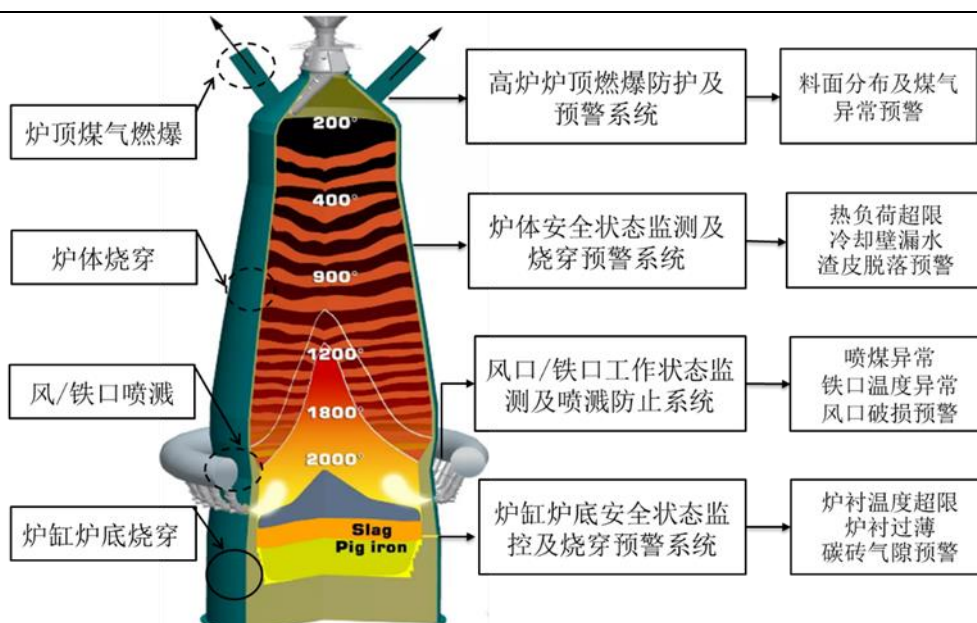 炉顶煤气燃爆
炉体烧穿
风/铁口喷溅
炉缸炉底烧穿
200°
400°
900°
1200°
1800°
2000°
Slag
Pig iron
高炉炉顶燃爆防护及
预警系统
料面分布及煤气
异常预警
炉体安全状态监测及
烧穿预警系统
热负荷超限
冷却壁漏水
渣皮脱落预警
风口/铁口工作状态监
测及喷溅防止系统
喷煤异常
铁口温度异常
风口破损预警
炉缸炉底安全状态监
控及烧穿预警系统
炉衬温度超限
炉衬过薄
碳砖气隙预警